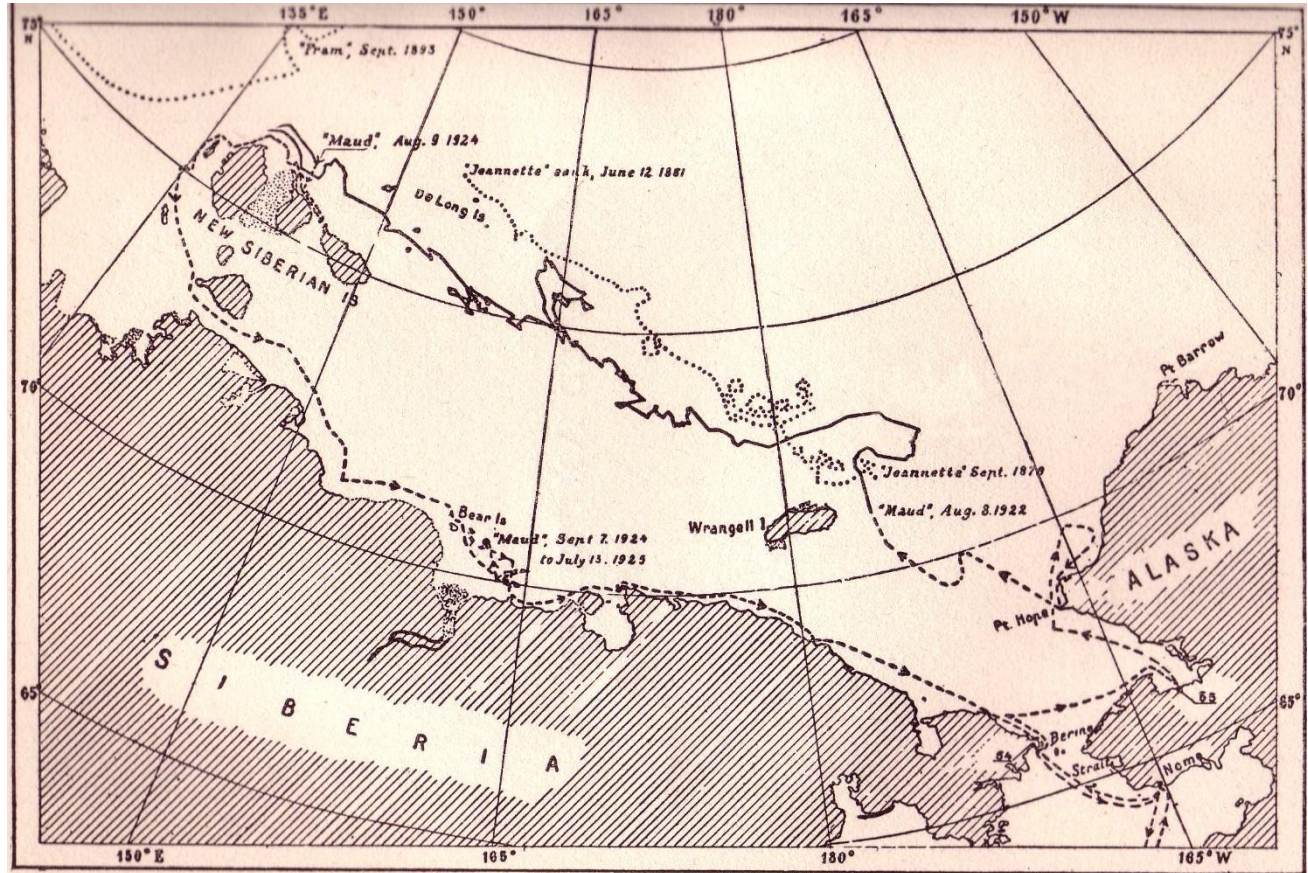 135°E 150° 165° 180° 165° 150°W
75°
N
75°
N
"Fram", Sept. 1893
"Maud", Aug. 9 1924
"Jeannette" sank, June 12 1881
De Long Is.
NEW SIBERIAN IS
Pt Barrow
70°
70°
"Jeannette" Sept. 1879
"Maud", Aug. 8. 1922
Wrangell I
Bear Is
"Maud", Sept 7. 1924
to July 13. 1925
ALASKA
Pt. Hope
SIBERIA
65°
65°
Bering
Strait
Nome
150°E 165° 180° 165°W